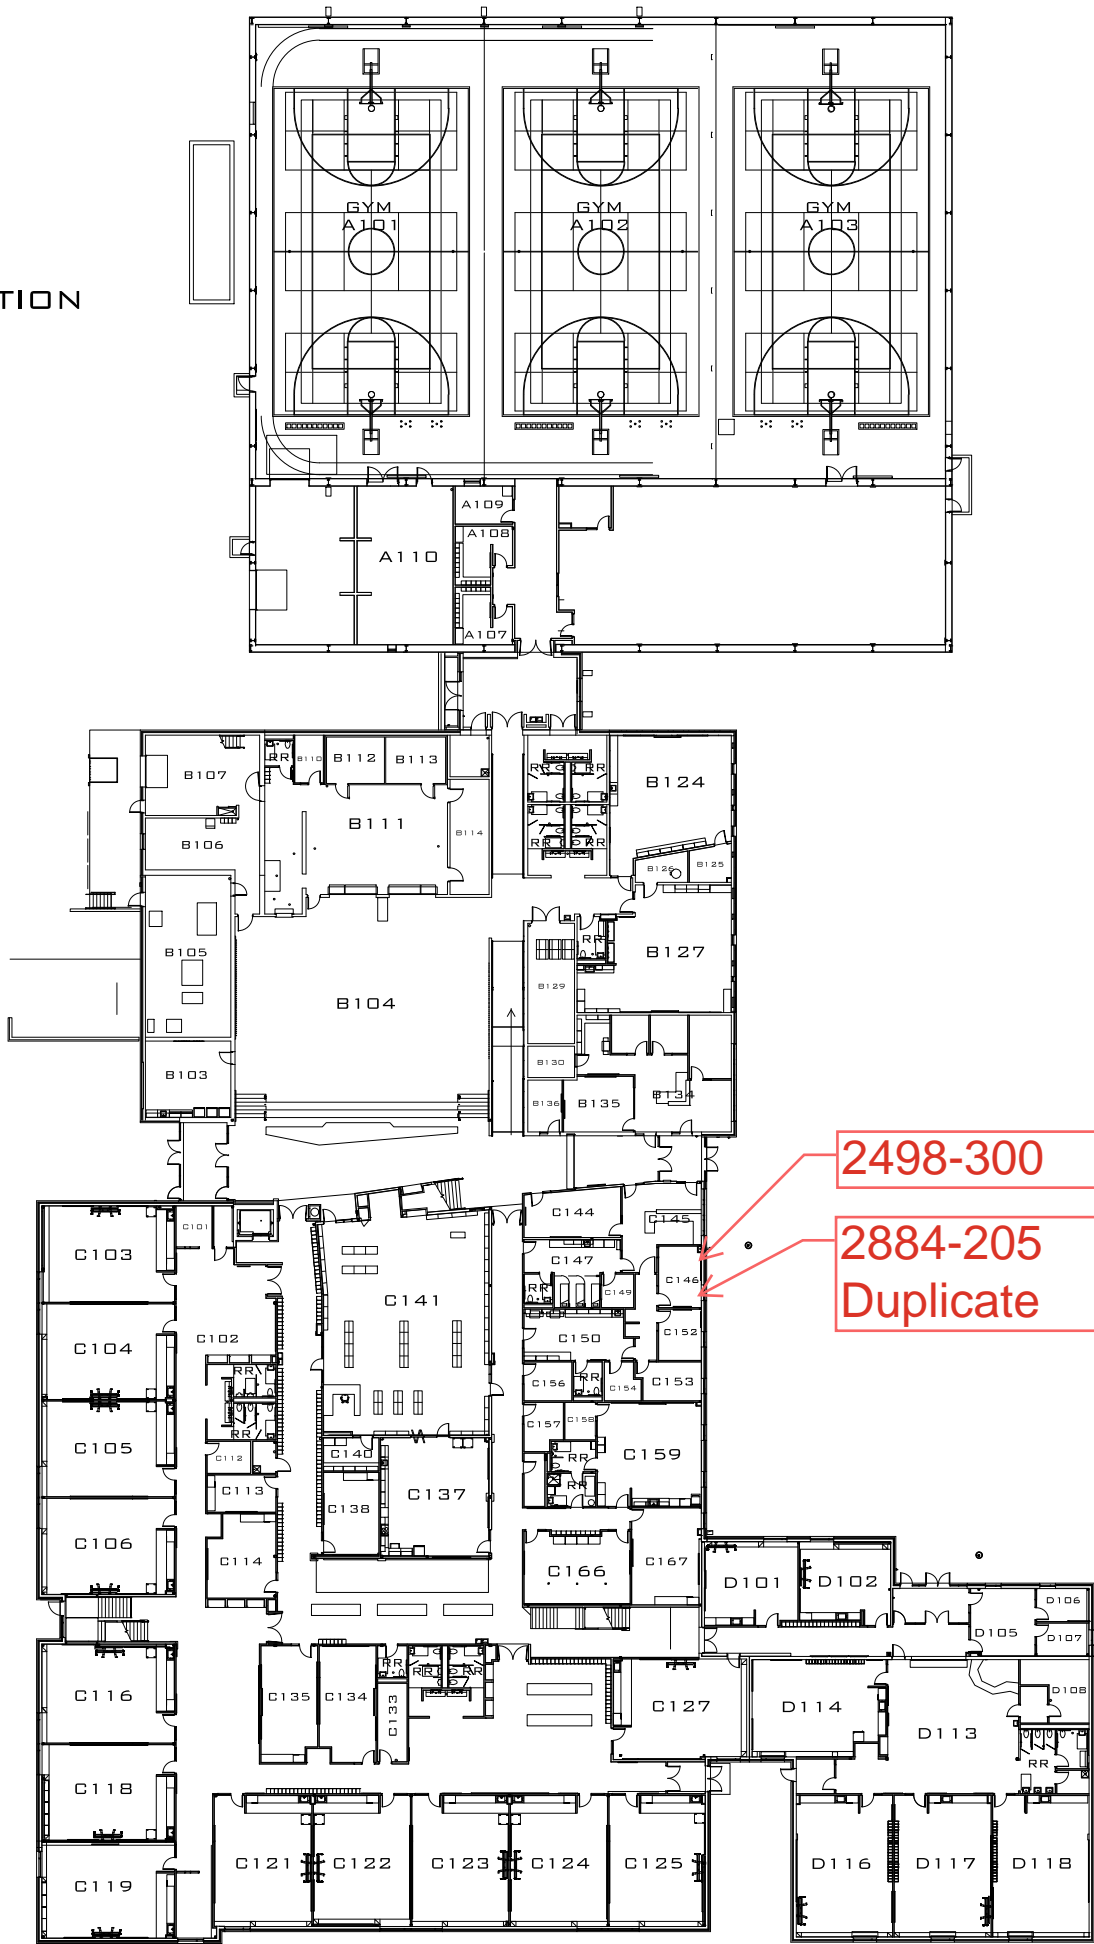 GYM
A101
GYM
A102
GYM
A103
TION
A109
A108
A110
A107
B107
RR
B110
B112
B113
RR
RR
B124
B111
B114
B106
RR
RR
B126
B125
B105
RR
B127
B129
B104
B130
B103
B136
B135
B134
2498-300
C101
C144
C145
2884-205
Duplicate
C103
C147
C146
RR
C149
C141
C102
C150
C152
C104
RR
C156
RR
C154
C153
RR
C157
C158
C105
C112
C140
RR
C159
RR
C113
C138
C137
C106
C114
C166
C167
D101
D102
D106
D105
D107
C116
C135
C134
RR
RR
RR
C133
C127
D114
D113
D108
RR
C118
C121
C122
C123
C124
C125
D116
D117
D118
C119